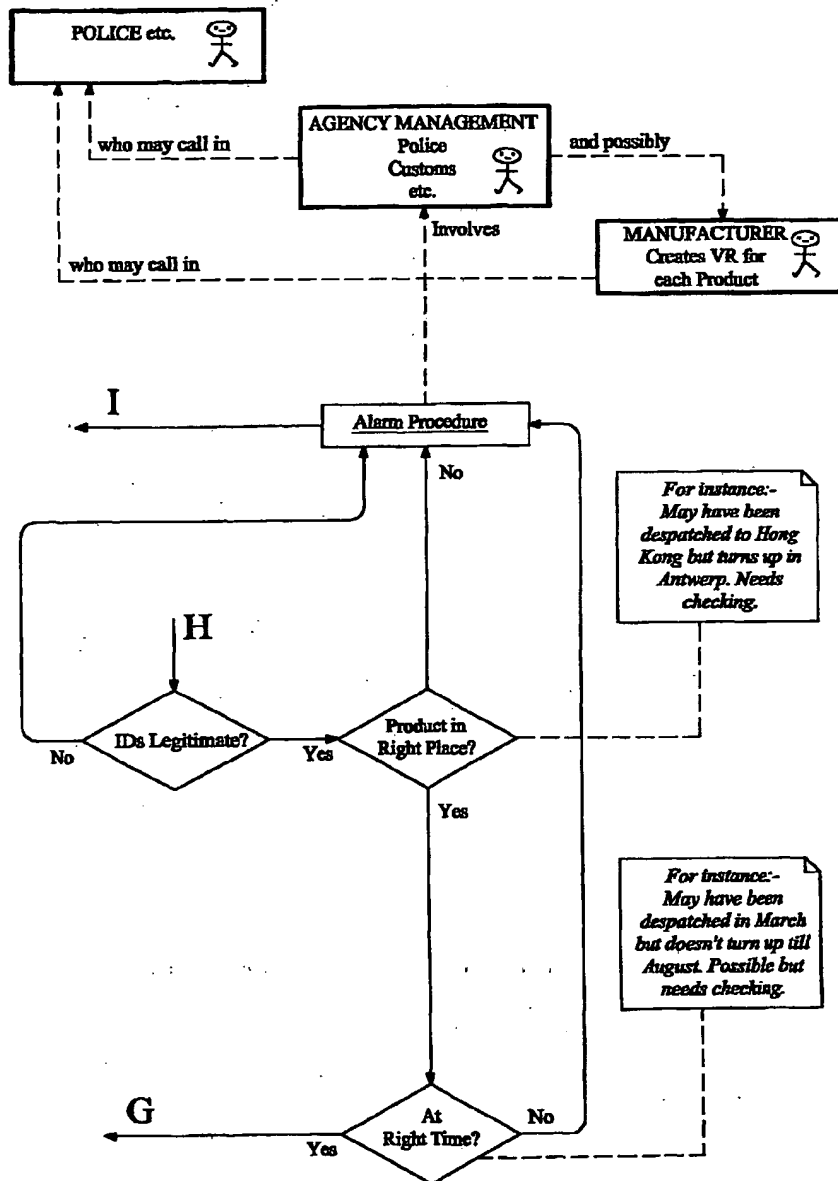 POLICE etc.
AGENCY MANAGEMENT
Police
Customs
etc.
who may call in
and possibly
Involves
MANUFACTURER
Creates VR for
each Product
who may call in
I
Alarm Procedure
No
For instance:-
May have been
despatched to Hong
Kong but turns up in
Antwerp. Needs
checking.
H
IDs Legitimate?
No
Yes
Product in
Right Place?
Yes
For instance:-
May have been
despatched in March
but doesn't turn up till
August. Possible but
needs checking.
G
Yes
At
Right Time?
No